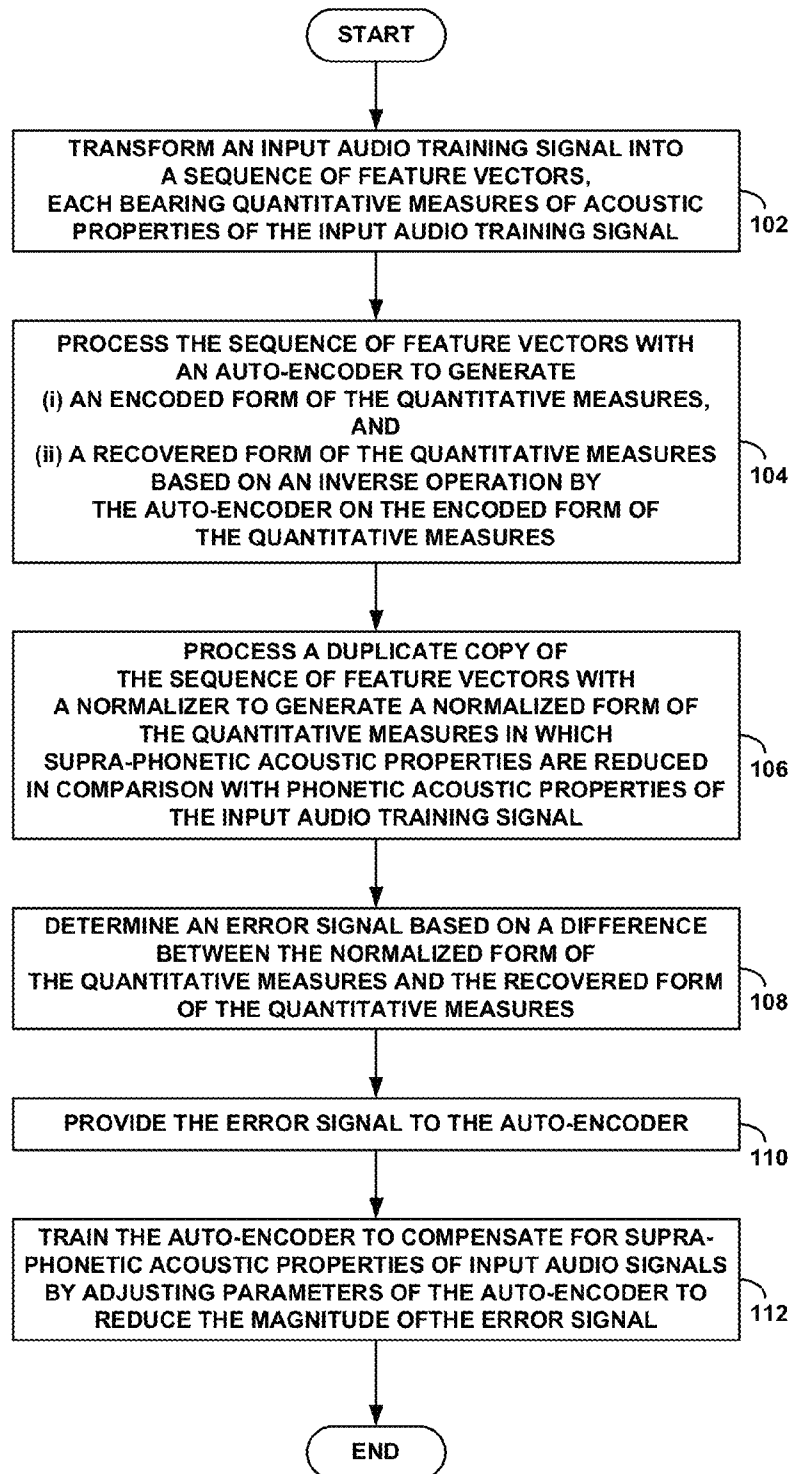 START
TRANSFORM AN INPUT AUDIO TRAINING SIGNAL INTO
A SEQUENCE OF FEATURE VECTORS,
EACH BEARING QUANTITATIVE MEASURES OF ACOUSTIC
PROPERTIES OF THE INPUT AUDIO TRAINING SIGNAL
102
PROCESS THE SEQUENCE OF FEATURE VECTORS WITH
AN AUTO-ENCODER TO GENERATE
(i) AN ENCODED FORM OF THE QUANTITATIVE MEASURES,
AND
(ii) A RECOVERED FORM OF THE QUANTITATIVE MEASURES
BASED ON AN INVERSE OPERATION BY
THE AUTO-ENCODER ON THE ENCODED FORM OF
THE QUANTITATIVE MEASURES
104
PROCESS A DUPLICATE COPY OF
THE SEQUENCE OF FEATURE VECTORS WITH
A NORMALIZER TO GENERATE A NORMALIZED FORM OF
THE QUANTITATIVE MEASURES IN WHICH
SUPRA-PHONETIC ACOUSTIC PROPERTIES ARE REDUCED
IN COMPARISON WITH PHONETIC ACOUSTIC PROPERTIES OF
THE INPUT AUDIO TRAINING SIGNAL
106
DETERMINE AN ERROR SIGNAL BASED ON A DIFFERENCE
BETWEEN THE NORMALIZED FORM OF
THE QUANTITATIVE MEASURES AND THE RECOVERED FORM
OF THE QUANTITATIVE MEASURES
108
PROVIDE THE ERROR SIGNAL TO THE AUTO-ENCODER
110
TRAIN THE AUTO-ENCODER TO COMPENSATE FOR SUPRA-
PHONETIC ACOUSTIC PROPERTIES OF INPUT AUDIO SIGNALS
BY ADJUSTING PARAMETERS OF THE AUTO-ENCODER TO
REDUCE THE MAGNITUDE OFTHE ERROR SIGNAL
112
END